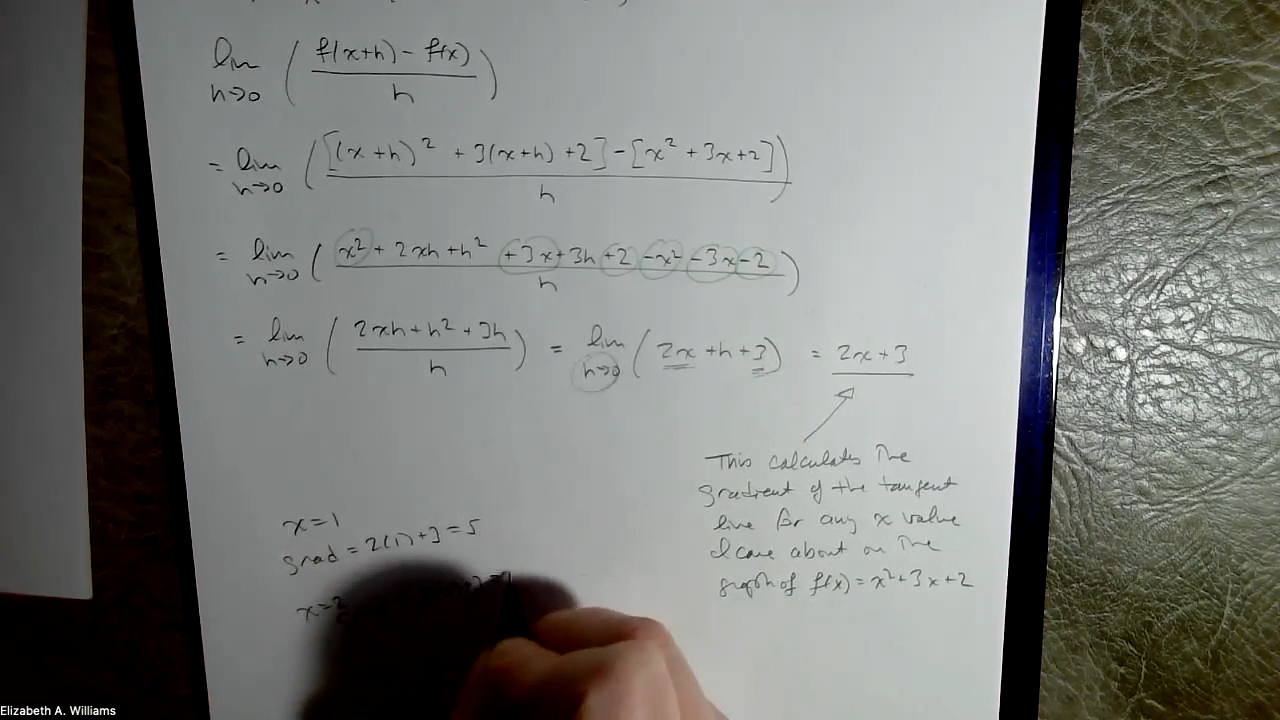 lim h→0 ( f(x+h) - f(x) / h )
= lim h→0 ( [(x+h)² + 3(x+h) + 2] - [x² + 3x + 2] / h )
= lim h→0 ( x² + 2xh + h² + 3x + 3h + 2 - x² - 3x - 2 / h )
= lim h→0 ( 2xh + h² + 3h / h ) = lim h→0 ( 2x + h + 3 ) = 2x + 3
This calculates the
gradient of the tangent
line for any x value
I care about on the
graph of f(x) = x² + 3x + 2
x = 1
grad = 2(1) + 3 = 5
x = 2
Elizabeth A. Williams